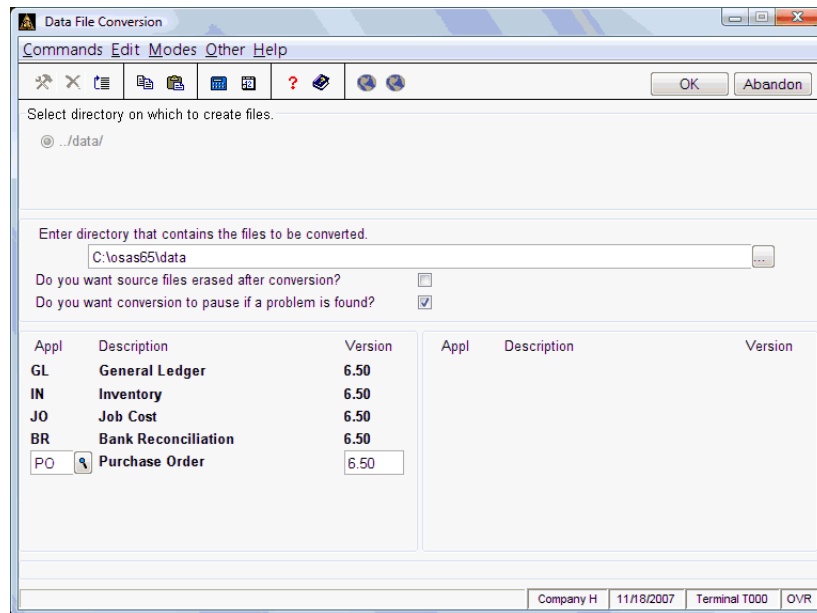 Data File Conversion
Commands Edit Modes Other Help
OK Abandon
Select directory on which to create files.
../data/
Enter directory that contains the files to be converted.
C:\osas65\data
...
Do you want source files erased after conversion?
Do you want conversion to pause if a problem is found?
Appl Description Version Appl Description Version
GL General Ledger 6.50
IN Inventory 6.50
JO Job Cost 6.50
BR Bank Reconciliation 6.50
PO Purchase Order 6.50
Company H 11/18/2007 Terminal T000 OVR